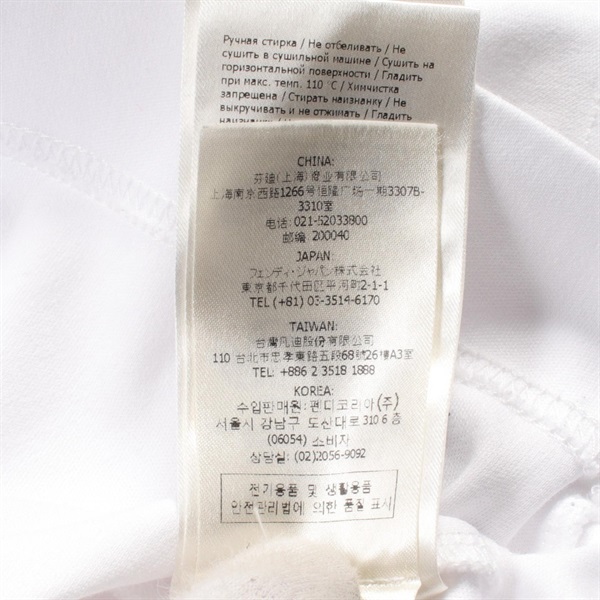 Ручная стирка / Не отбеливать / Не
сушить в сушильной машине / Сушить на
горизонтальной поверхности / Гладить
при макс. темп. 110 °C / Химчистка
запрещена / Стирать наизнанку / Не
выкручивать и не отжимать / Гладить
наизнанку /
CHINA:
芬迪(上海)商业有限公司
上海南京西路1266号恒隆广场一期3307B-
3310室
电话: 021-52033800
邮编: 200040
JAPAN:
フェンディ・ジャパン株式会社
東京都千代田区平河町2-1-1
TEL (+81) 03-3514-6170
TAIWAN:
台灣凡迪股份有限公司
110 台北市忠孝東路五段68號26樓A3室
TEL: +886 2 3518 1888
KOREA:
수입판매원: 펜디코리아(주)
서울시 강남구 도산대로 310 6 층
(06054) 소비자
상담실: (02)2056-9092
전기용품 및 생활용품
안전관리법에 의한 품질 표시